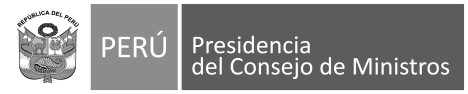 REPÚBLICA DEL PERÚ
PERÚ
Presidencia
del Consejo de Ministros